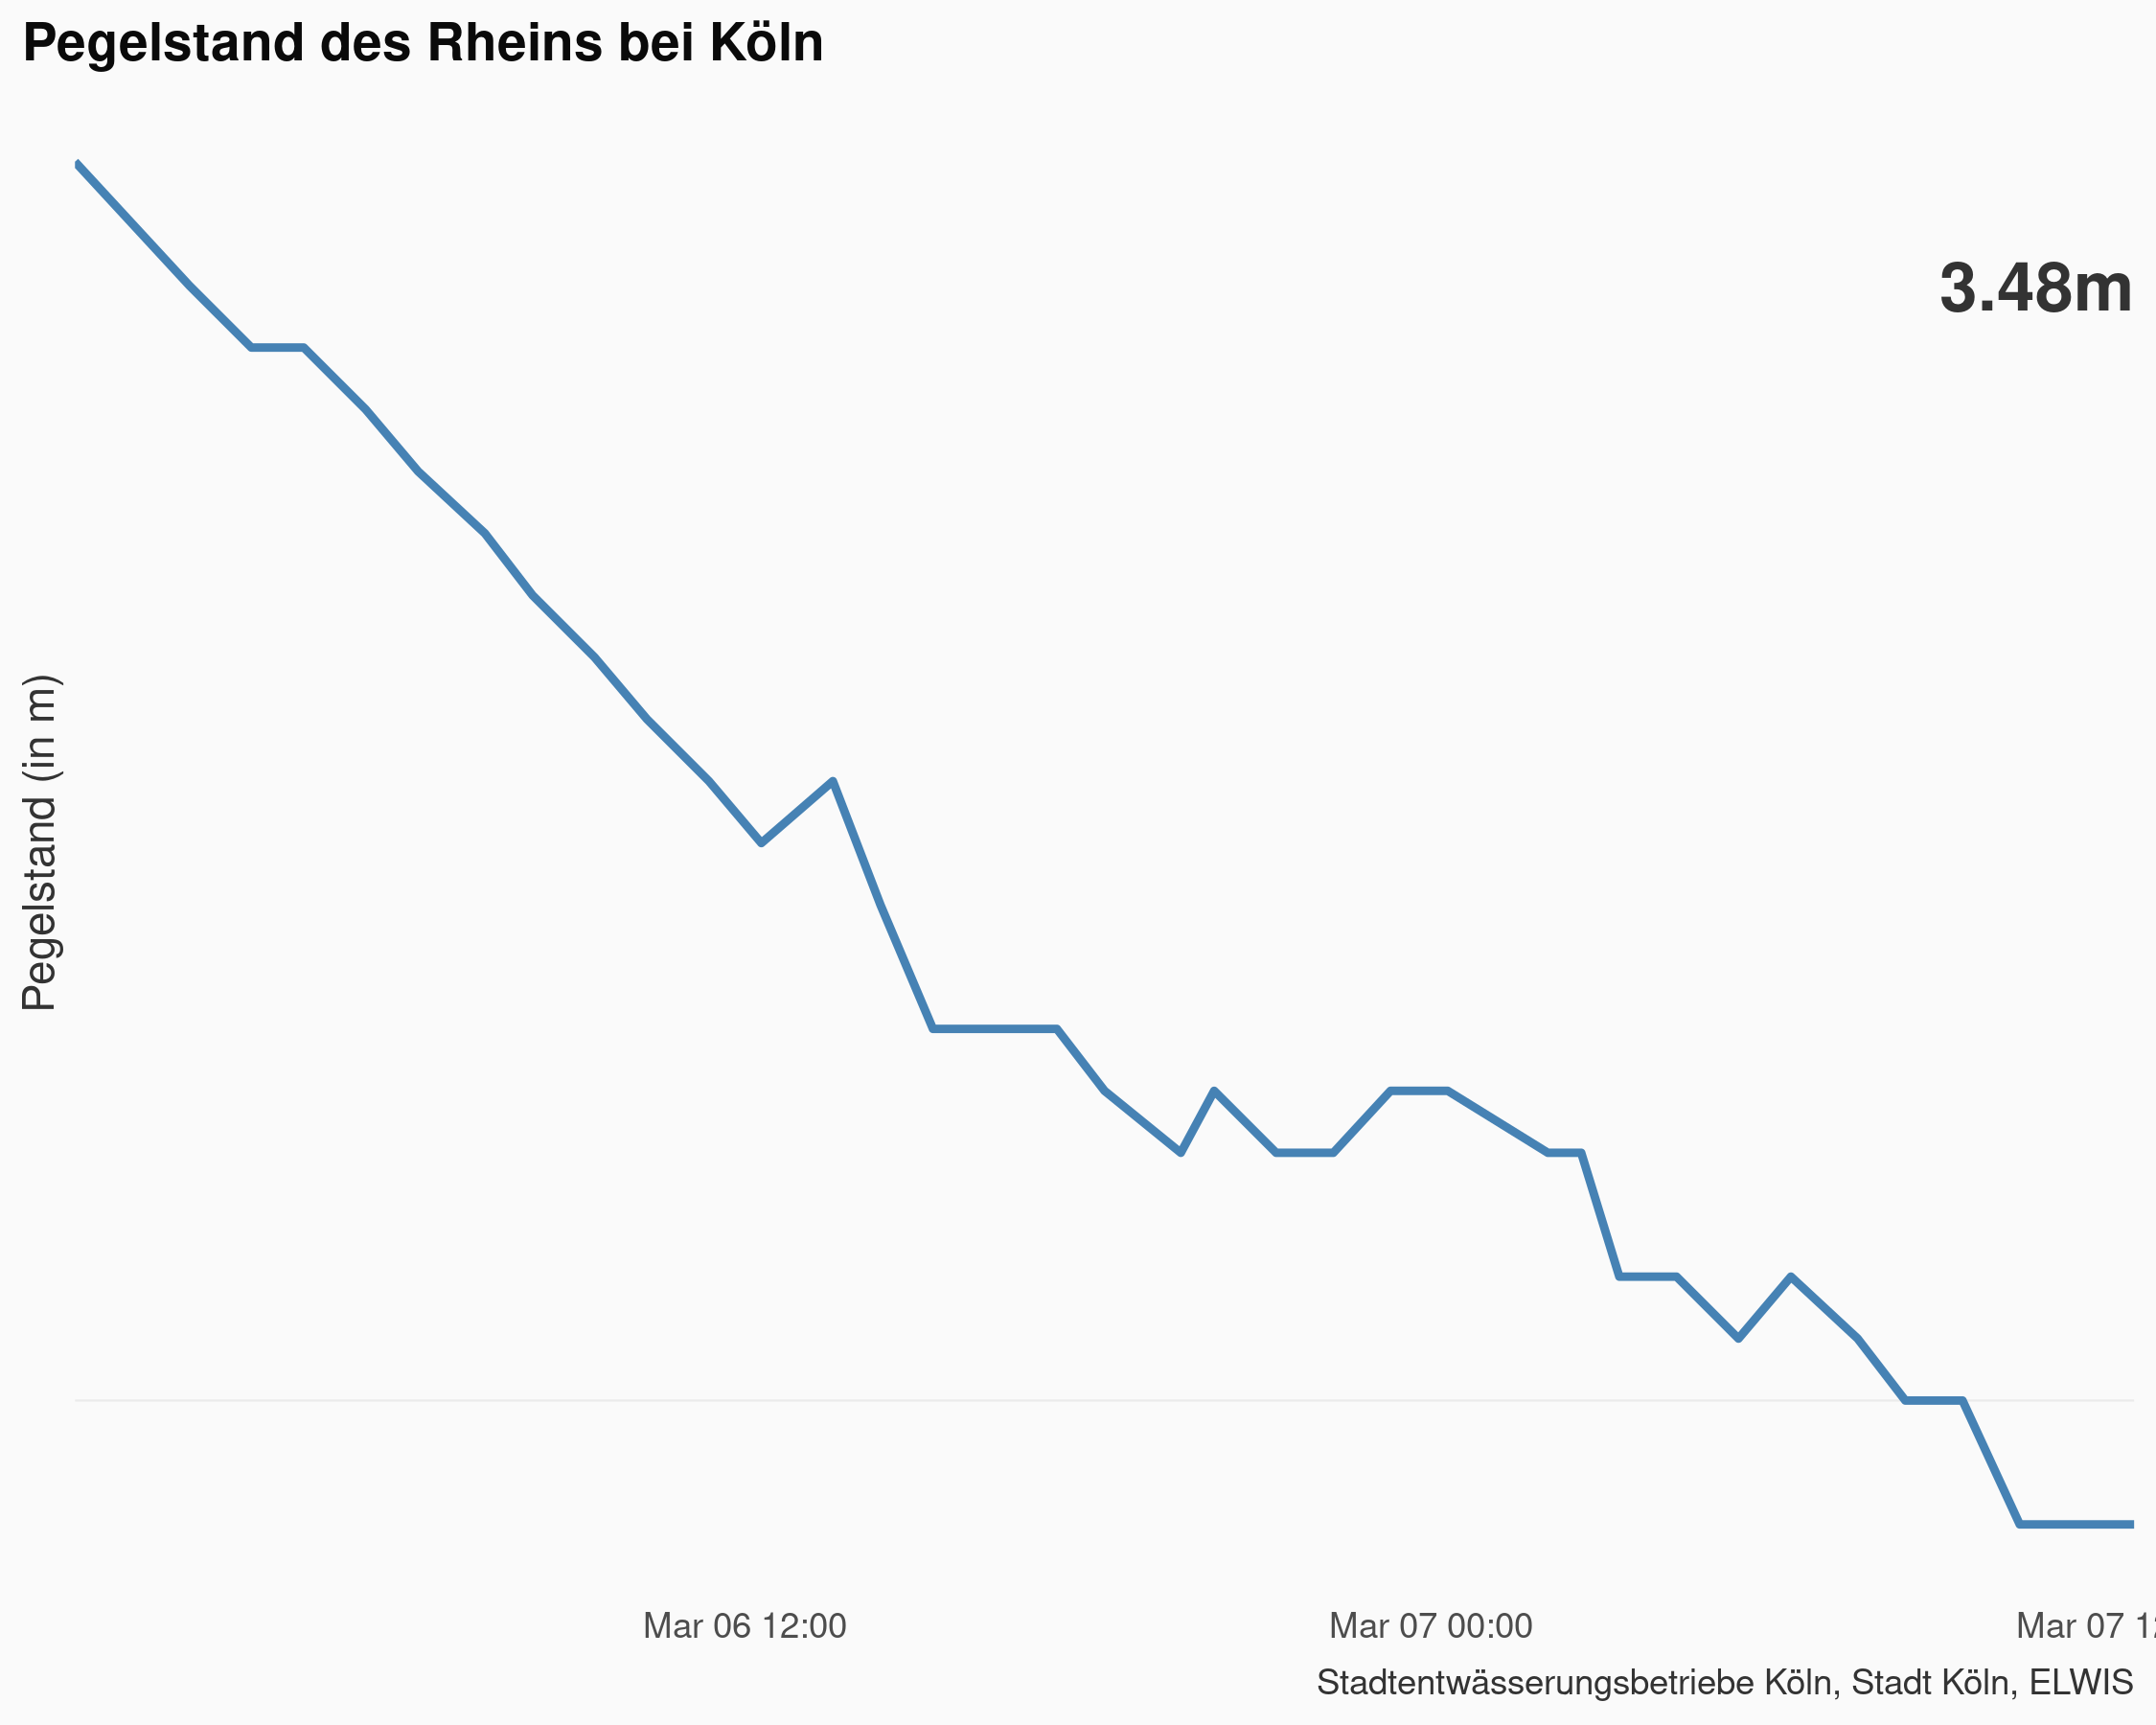 Pegelstand des Rheins bei Köln
3.48m
Pegelstand (in m)
Mar 06 12:00
Mar 07 00:00
Mar 07 1
Stadtentwässerungsbetriebe Köln, Stadt Köln, ELWIS